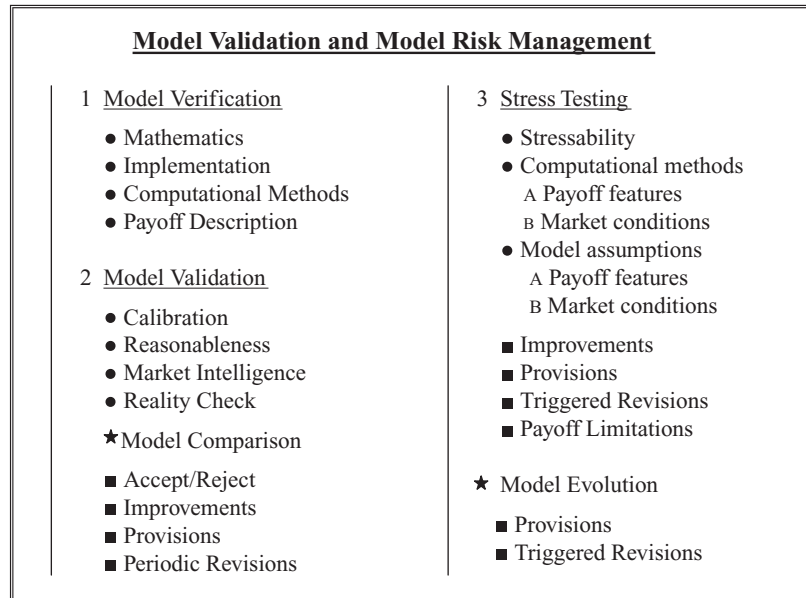 Model Validation and Model Risk Management
1 Model Verification
● Mathematics
● Implementation
● Computational Methods
● Payoff Description
2 Model Validation
● Calibration
● Reasonableness
● Market Intelligence
● Reality Check
★Model Comparison
■ Accept/Reject
■ Improvements
■ Provisions
■ Periodic Revisions
3 Stress Testing
● Stressability
● Computational methods
A Payoff features
B Market conditions
● Model assumptions
A Payoff features
B Market conditions
■ Improvements
■ Provisions
■ Triggered Revisions
■ Payoff Limitations
★ Model Evolution
■ Provisions
■ Triggered Revisions